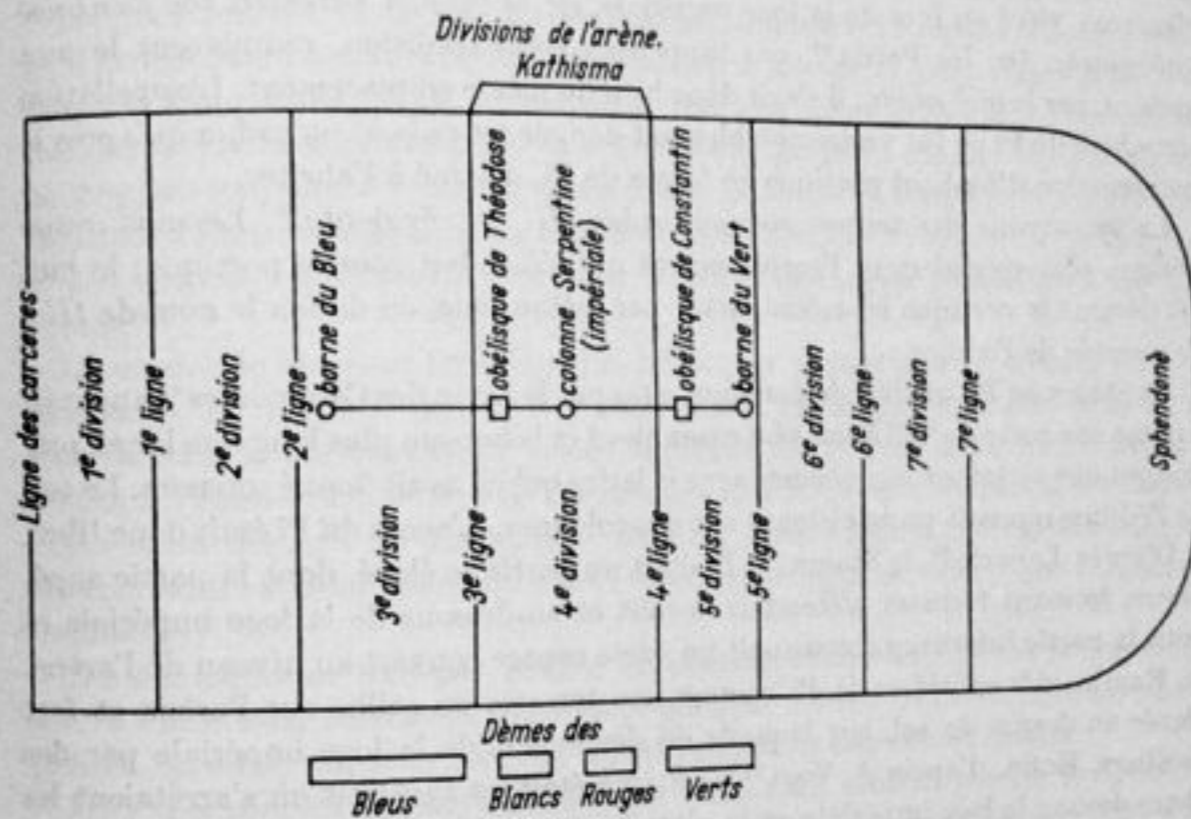 Divisions de l'arène.
Kathisma
Ligne des carceres
1e division
1e ligne
2e division
2e ligne
borne du Bleu
3e division
3e ligne
obélisque de Théodose
colonne Serpentine
(impériale)
4e division
4e ligne
obélisque de Constantin
5e division
borne du Vert
5e ligne
6e division
6e ligne
7e division
7e ligne
Sphendonè
Dèmes des
Bleus
Blancs
Rouges
Verts